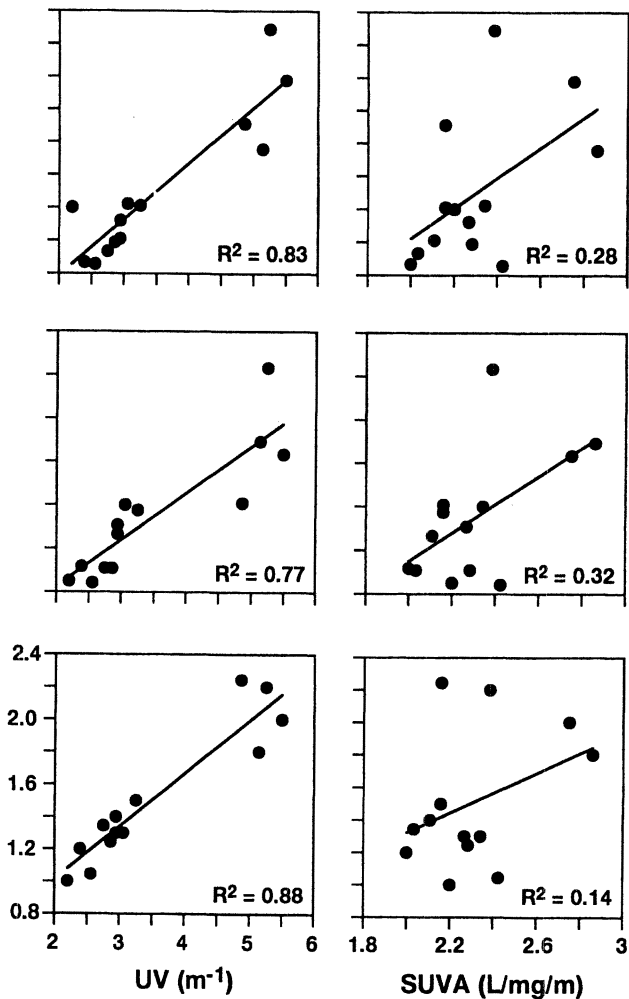 R² = 0.83
R² = 0.28
R² = 0.77
R² = 0.32
2.4
2.0
1.6
1.2
0.8
R² = 0.88
R² = 0.14
2 3 4 5 6
1.8 2.2 2.6 3
UV (m⁻¹)
SUVA (L/mg/m)